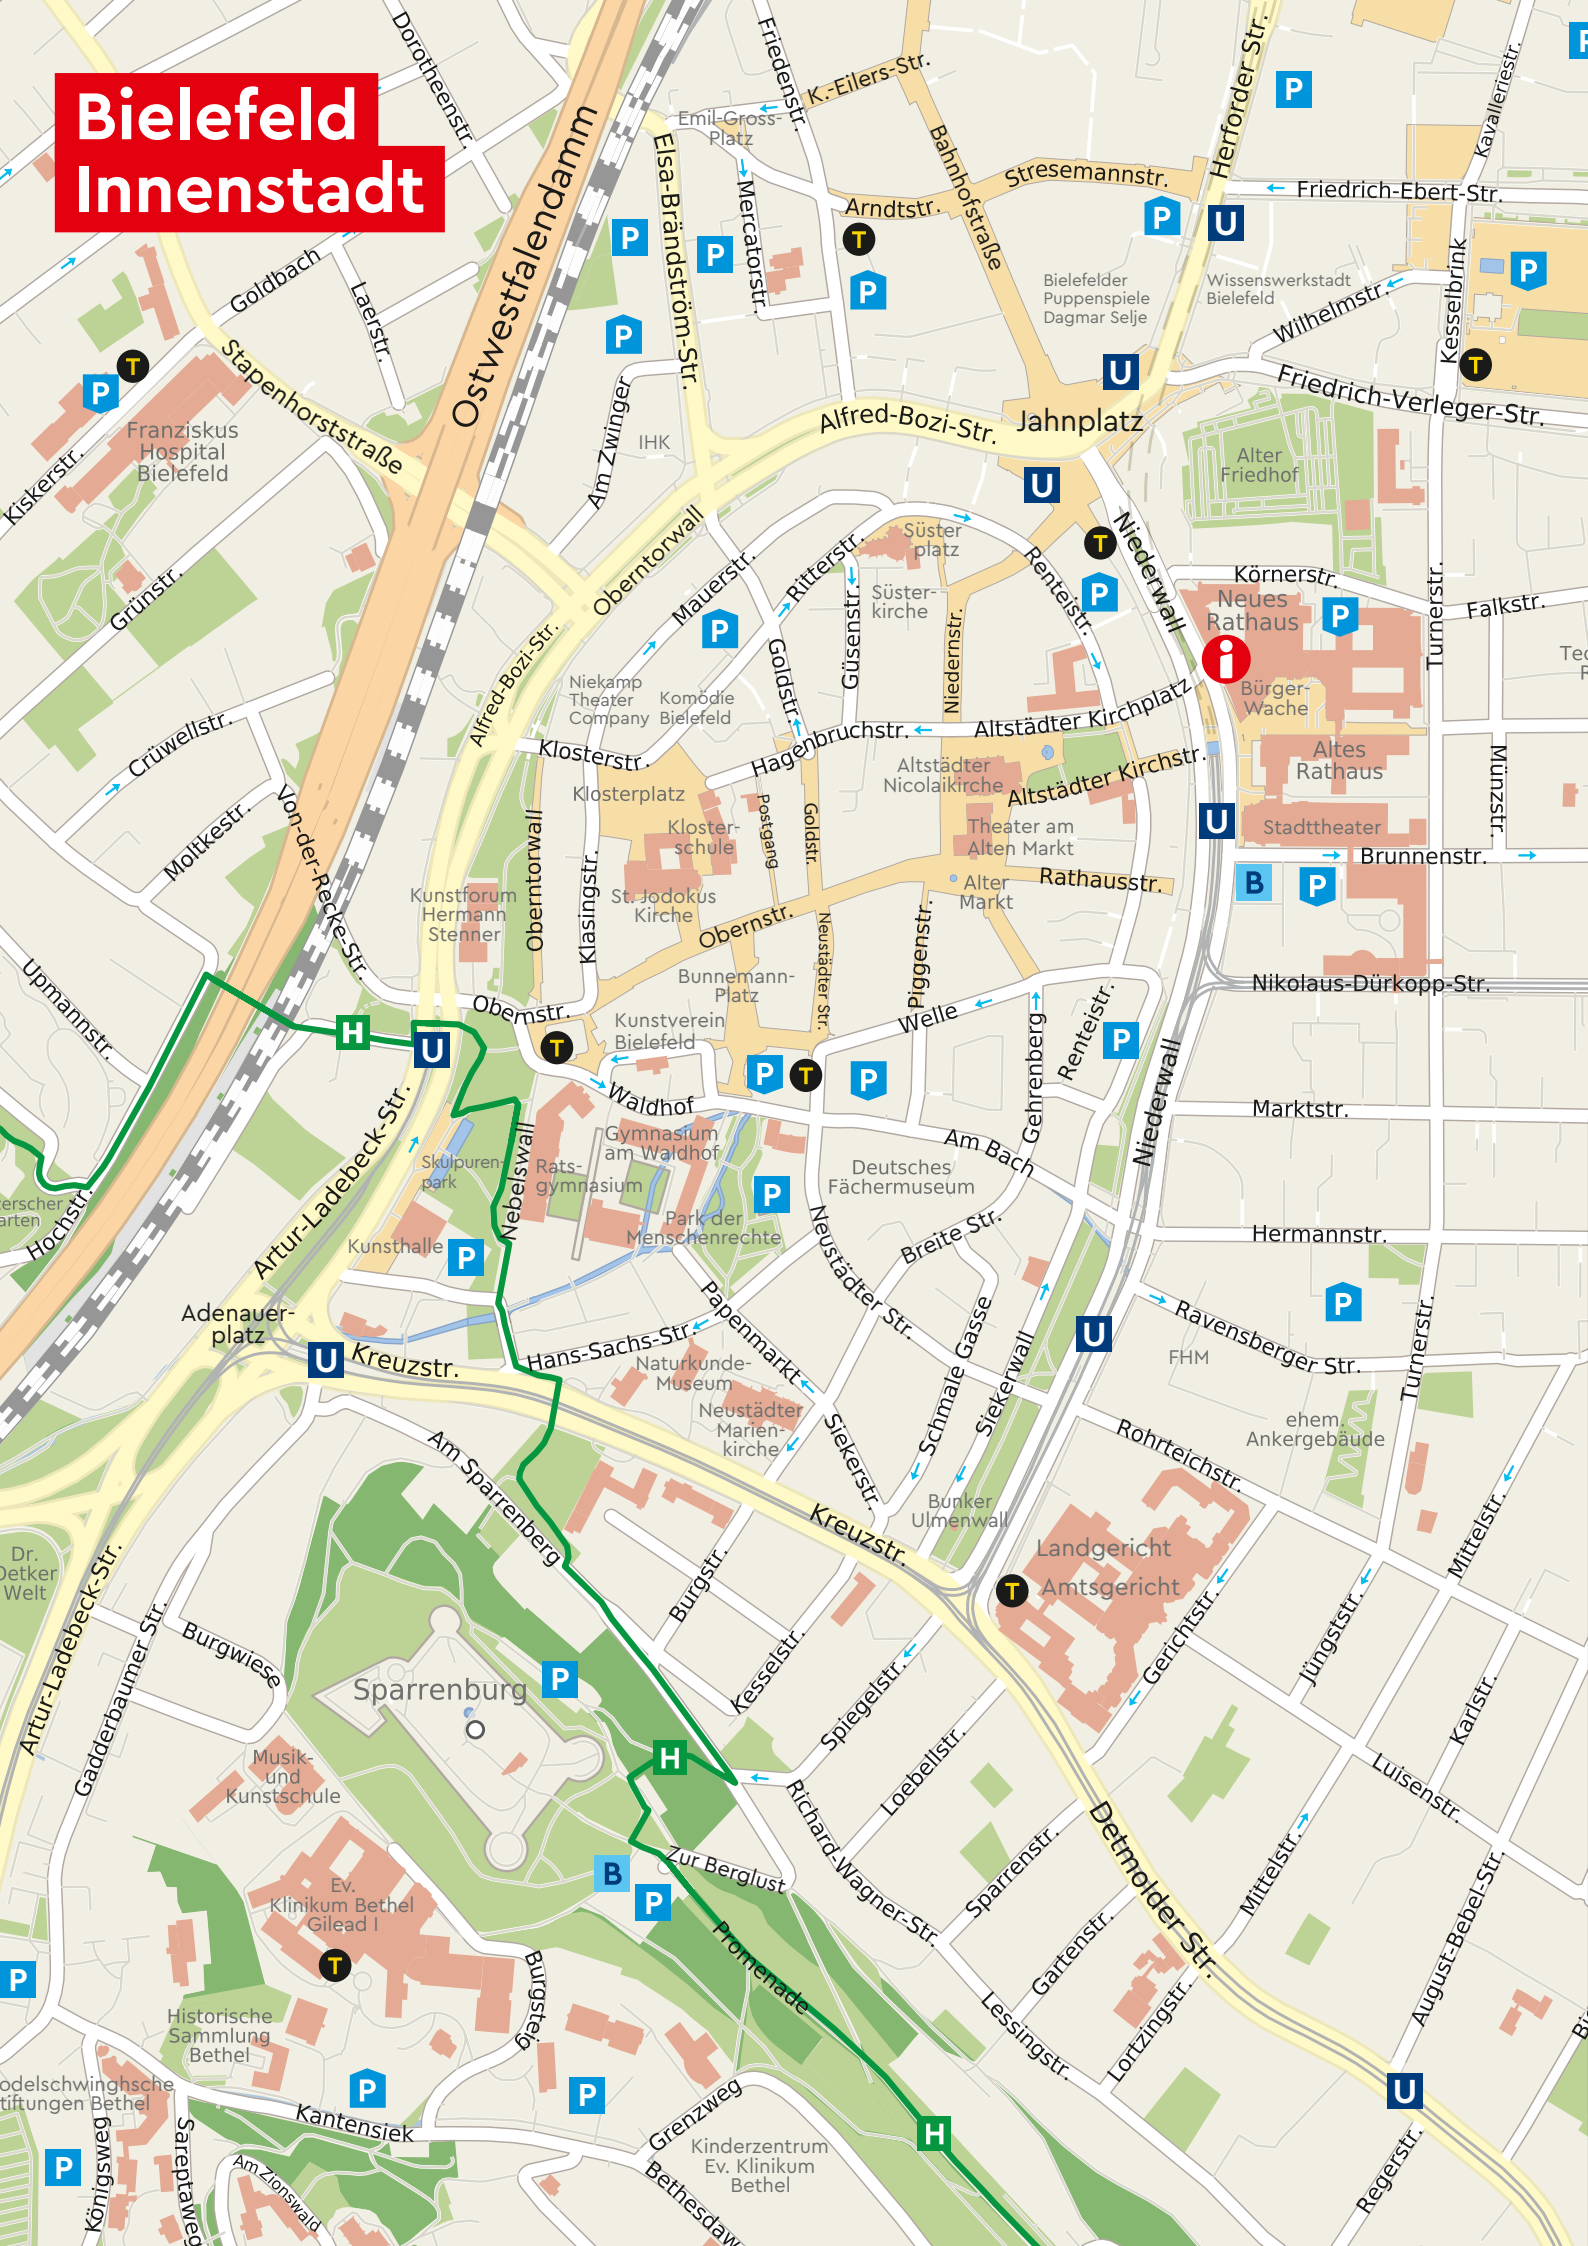 Bielefeld
Innenstadt
Dorotheenstr.
Ostwestfalendamm
Friedenstr.
K.-Eilers-Str.
Emil-Gross-
Platz
Elsa-Brändström-Str.
Mercatorstr.
Bahnhofstraße
Stresemannstr.
Arndtstr.
Herforder Str.
Friedrich-Ebert-Str.
Kavalleriestr.
P
P
P
P
P
P
P
P
P
T
U
Bielefelder
Puppenspiele
Dagmar Selje
Wissenswerkstadt
Bielefeld
Wilhelmstr.
Kesselbrink
T
Friedrich-Verleger-Str.
Goldbach
Laerstr.
Stapenhorststraße
T
P
Franziskus
Hospital
Bielefeld
Kiskerstr.
Am Zwinger
IHK
Alfred-Bozi-Str.
U
Jahnplatz
U
Alter
Friedhof
T
P
Niederwall
Körnerstr.
Neues
Rathaus
P
i
Bürger-
Wache
Turnerstr.
Falkstr.
Grünstr.
Oberntorwall
Mauerstr.
Ritterstr.
Süster
platz
Süster-
kirche
Renteistr.
P
Alfred-Bozi-Str.
Niekamp
Theater
Company
Komödie
Bielefeld
Goldstr.
Güsenstr.
Niedernstr.
Altstädter Kirchplatz
Hagenbruchstr.
Klosterstr.
Klosterplatz
Altstädter
Nicolaikirche
Altstädter Kirchstr.
Altes
Rathaus
Münzstr.
Crüwellstr.
Moltkestr.
Von-der-Recke-Str.
Oberntorwall
Kloster-
schule
Postgang
Goldstr.
Theater am
Alten Markt
U
Stadttheater
Brunnenstr.
B
P
Kunstforum
Hermann
Stenner
Klasingstr.
St. Jodokus
Kirche
Obernstr.
Alter
Markt
Rathausstr.
Piggenstr.
Neustädter Str.
Bunnemann-
Platz
Upmannstr.
Nikolaus-Dürkopp-Str.
Obernstr.
Kunstverein
Bielefeld
Welle
Gehrenberg
Renteistr.
P
H
U
T
P
T
P
Waldhof
Marktstr.
Artur-Ladebeck-Str.
Skulpuren-
park
Nebelswall
Rats-
gymnasium
Gymnasium
am Waldhof
Am Bach
Niederwall
Deutsches
Fächermuseum
P
Park der
Menschenrechte
Hochstr.
Kunsthalle
P
Breite Str.
Neustädter Str.
Hermannstr.
Adenauer-
platz
U
Kreuzstr.
Hans-Sachs-Str.
Papenmarkt
Naturkunde-
Museum
Schmale Gasse
Siekerwall
U
P
Ravensberger Str.
FHM
Turnerstr.
Neustädter
Marien-
kirche
Siekerstr.
Rohrteichstr.
ehem.
Ankergebäude
Am Sparrenberg
Kreuzstr.
Bunker
Ulmenwall
Landgericht
Amtsgericht
T
Mittelstr.
Dr.
Oetker
Welt
Artur-Ladebeck-Str.
Gadderbaumer Str.
Burgwiese
Burgstr.
Kesselstr.
Spiegelstr.
Gerichtstr.
Jüngststr.
Karlstr.
Sparrenburg
P
H
Musik-
und
Kunstschule
Loebellstr.
Luisenstr.
Richard-Wagner-Str.
Detmolder Str.
Zur Berglust
B
P
Sparrenstr.
Mittelstr.
August-Bebel-Str.
Ev.
Klinikum Bethel
Gilead I
T
Promenade
Gartenstr.
Lessingstr.
Lortzingstr.
Burgsteig
P
Historische
Sammlung
Bethel
odelschwinghsche
tiftungen Bethel
P
P
Kantensiek
Grenzweg
H
U
Kinderzentrum
Ev. Klinikum
Bethel
P
Königsweg
Sareptaweg
Am Zionswald
Bethesdaw
Regerstr.